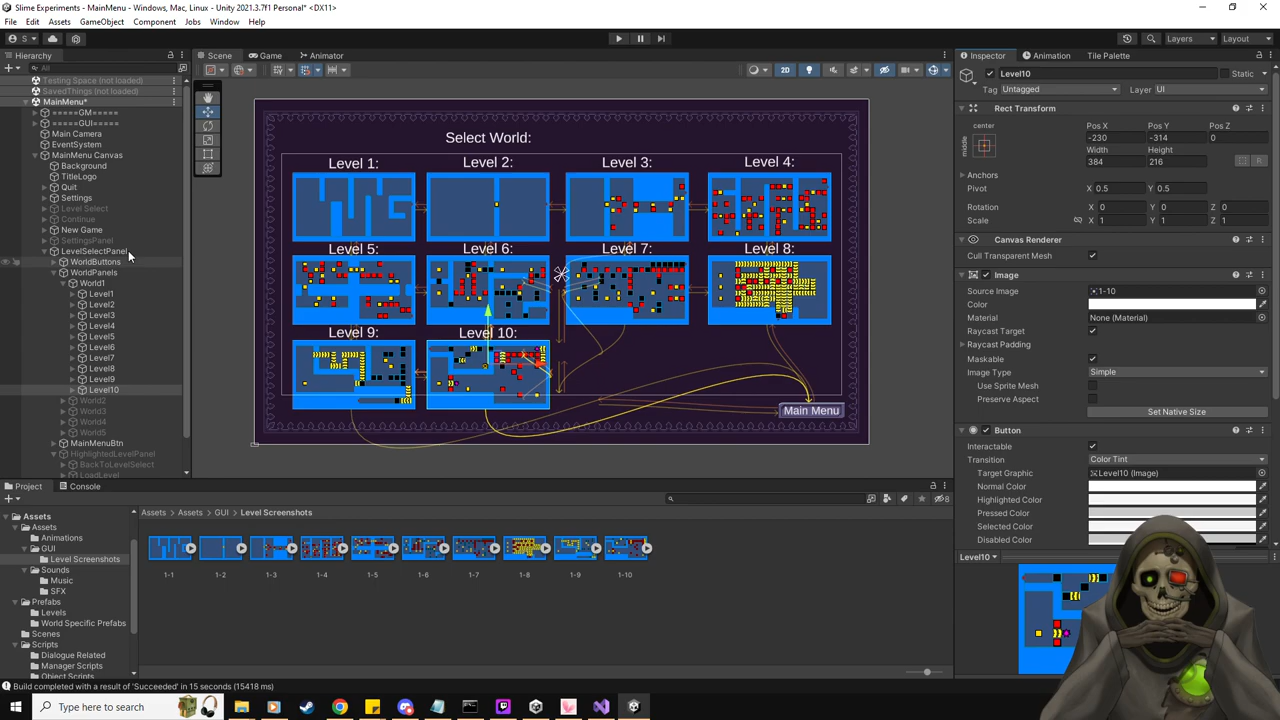 Slime Experiments - MainMenu - Windows, Mac, Linux - Unity 2021.3.7f1 Personal* <DX11>
File Edit Assets GameObject Component Jobs Window Help
S Layers Layout
Hierarchy Scene Game Animator Inspector Animation Tile Palette
All 2D
Testing Space (not loaded)
SavedThings (not loaded)
MainMenu*
=====GM=====
=====GUI=====
Main Camera
EventSystem
MainMenu Canvas
Background
TitleLogo
Quit
Settings
Level Select
Continue
New Game
SettingsPanel
LevelSelectPanel
WorldButtons
WorldPanels
World1
Level1
Level2
Level3
Level4
Level5
Level6
Level7
Level8
Level9
Level10
World2
World3
World4
World5
MainMenuBtn
HighlightedLevelPanel
BackToLevelSelect
LoadLevel
Select World:
Level 1: Level 2: Level 3: Level 4:
Level 5: Level 6: Level 7: Level 8:
Level 9: Level 10:
Main Menu
Level10 Static
Tag Untagged Layer UI
Rect Transform
center Pos X Pos Y Pos Z
middle -230 -314 0
Width Height
384 216
R
Anchors
Pivot X 0.5 Y 0.5
Rotation X 0 Y 0 Z 0
Scale X 1 Y 1 Z 1
Canvas Renderer
Cull Transparent Mesh
Image
Source Image 1-10
Color
Material None (Material)
Raycast Target
Raycast Padding
Maskable
Image Type Simple
Use Sprite Mesh
Preserve Aspect
Set Native Size
Button
Interactable
Transition Color Tint
Target Graphic Level10 (Image)
Normal Color
Highlighted Color
Pressed Color
Selected Color
Disabled Color
Level10
Project Console
8
Assets
Assets
Animations
GUI
Level Screenshots
Sounds
Music
SFX
Prefabs
Levels
World Specific Prefabs
Scenes
Scripts
Dialogue Related
Manager Scripts
Object Scripts
Assets > Assets > GUI > Level Screenshots
1-1 1-2 1-3 1-4 1-5 1-6 1-7 1-8 1-9 1-10
Build completed with a result of 'Succeeded' in 15 seconds (15418 ms)
Type here to search